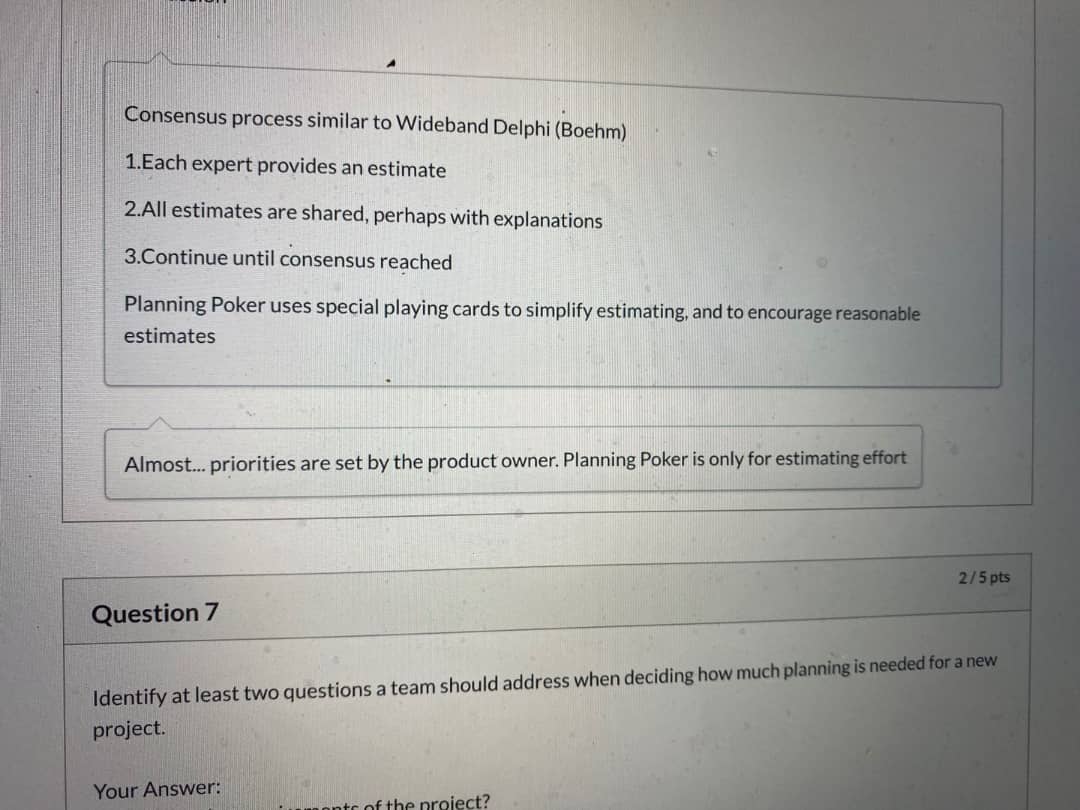 Consensus process similar to Wideband Delphi (Boehm)
1.Each expert provides an estimate
2.All estimates are shared, perhaps with explanations
3.Continue until consensus reached
Planning Poker uses special playing cards to simplify estimating, and to encourage reasonable
estimates
Almost... priorities are set by the product owner. Planning Poker is only for estimating effort
2 / 5 pts
Question 7
Identify at least two questions a team should address when deciding how much planning is needed for a new
project.
Your Answer:
of the project?